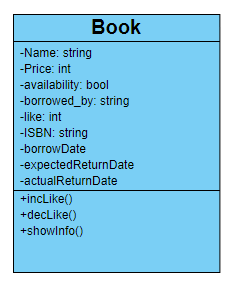 Book
-Name: string
-Price: int
-availability: bool
-borrowed_by: string
-like: int
-ISBN: string
-borrowDate
-expectedReturnDate
-actualReturnDate
+incLike()
+decLike()
+showInfo()